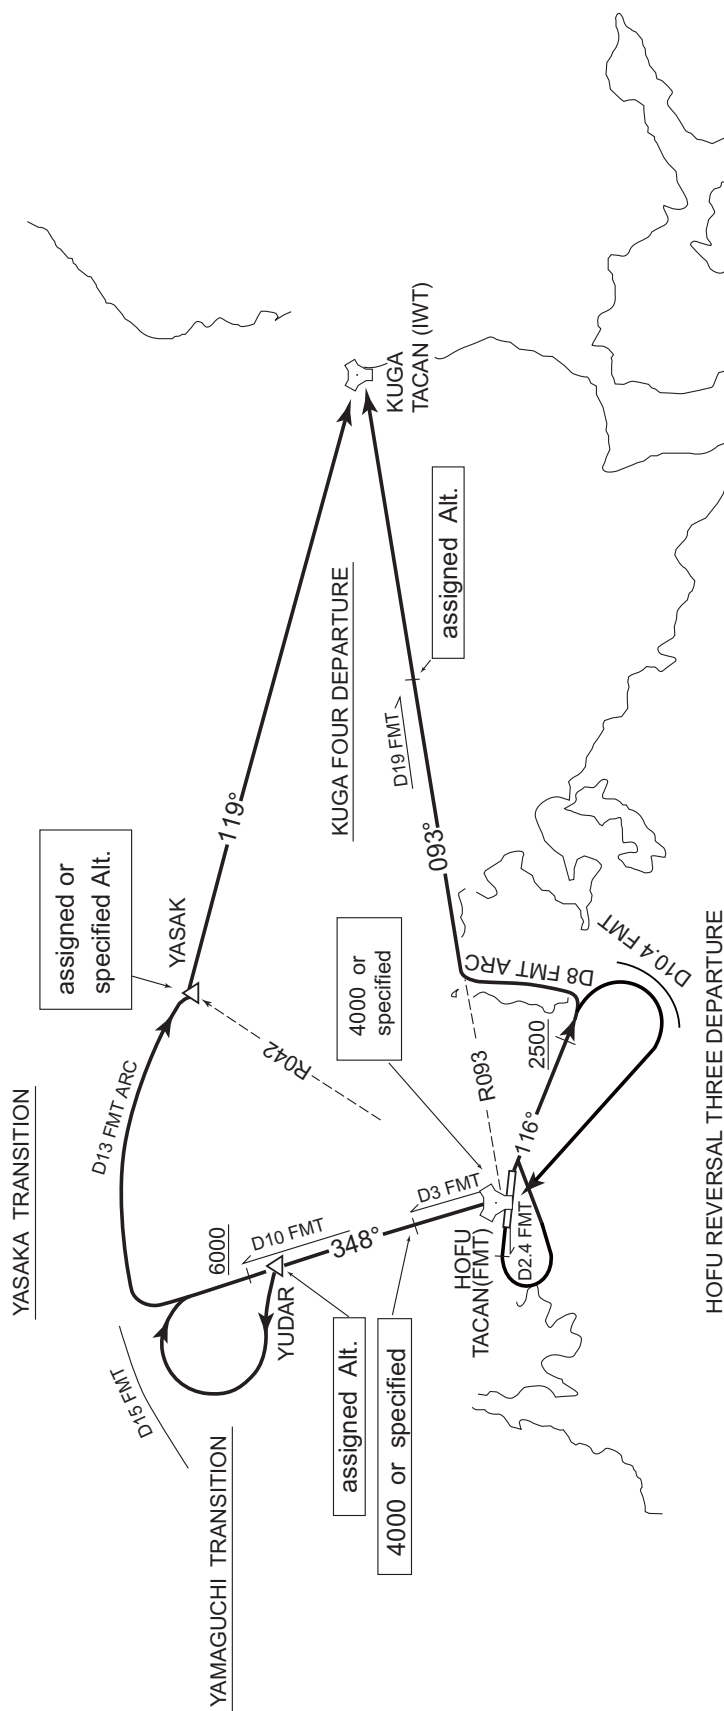 YASAKA TRANSITION
YAMAGUCHI TRANSITION
D15 FMT
D13 FMT ARC
assigned or
specified Alt.
YASAK
R042
119°
6000
D10 FMT
348°
YUDAR
assigned Alt.
4000 or specified
D3 FMT
4000 or
specified
HOFU
TACAN(FMT)
D2.4 FMT
R093
116°
2500
D8 FMT ARC
D10.4 FMT
093°
D19 FMT
assigned Alt.
KUGA FOUR DEPARTURE
KUGA
TACAN (IWT)
HOFU REVERSAL THREE DEPARTURE